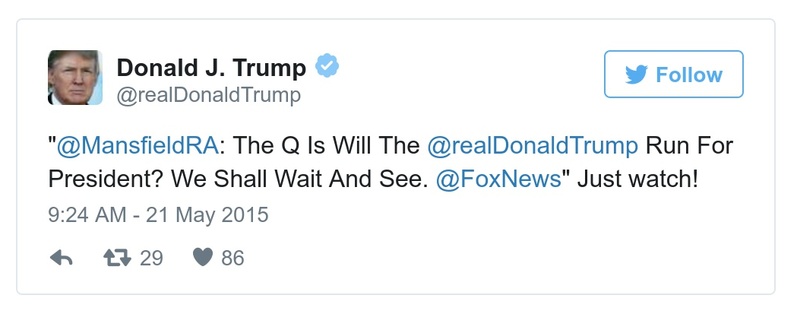 Donald J. Trump
@realDonaldTrump
Follow
"@MansfieldRA: The Q Is Will The @realDonaldTrump Run For
President? We Shall Wait And See. @FoxNews" Just watch!
9:24 AM - 21 May 2015
29 86